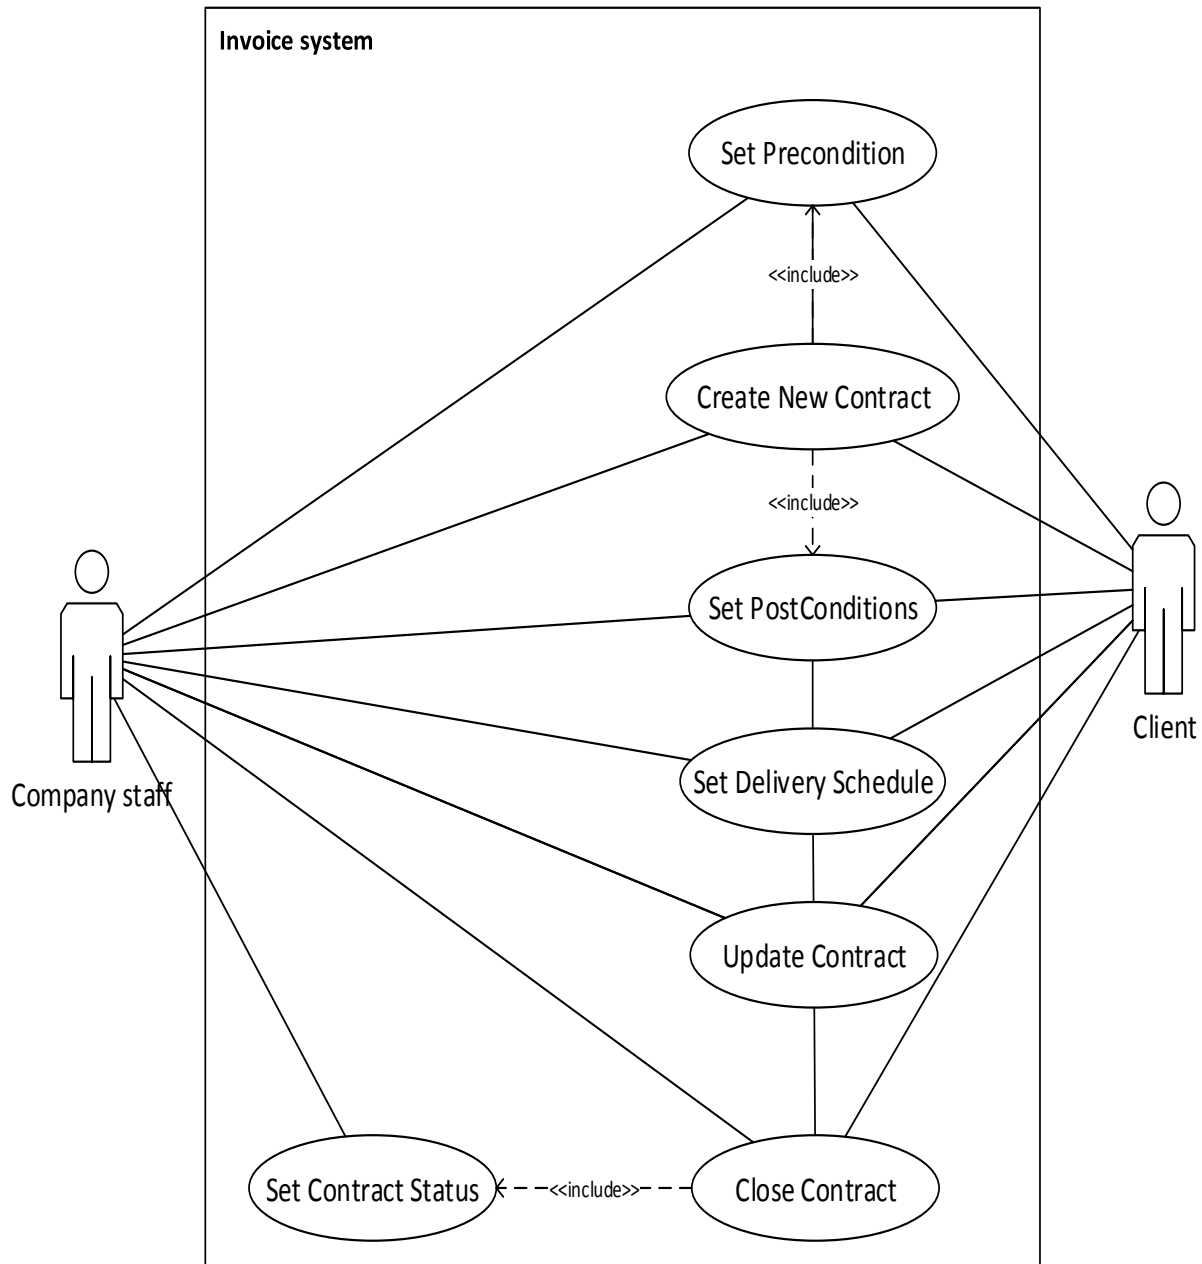 Invoice system
Set Precondition
<<include>>
Create New Contract
<<include>>
Set PostConditions
Client
Set Delivery Schedule
Company staff
Update Contract
Set Contract Status
<<include>>
Close Contract